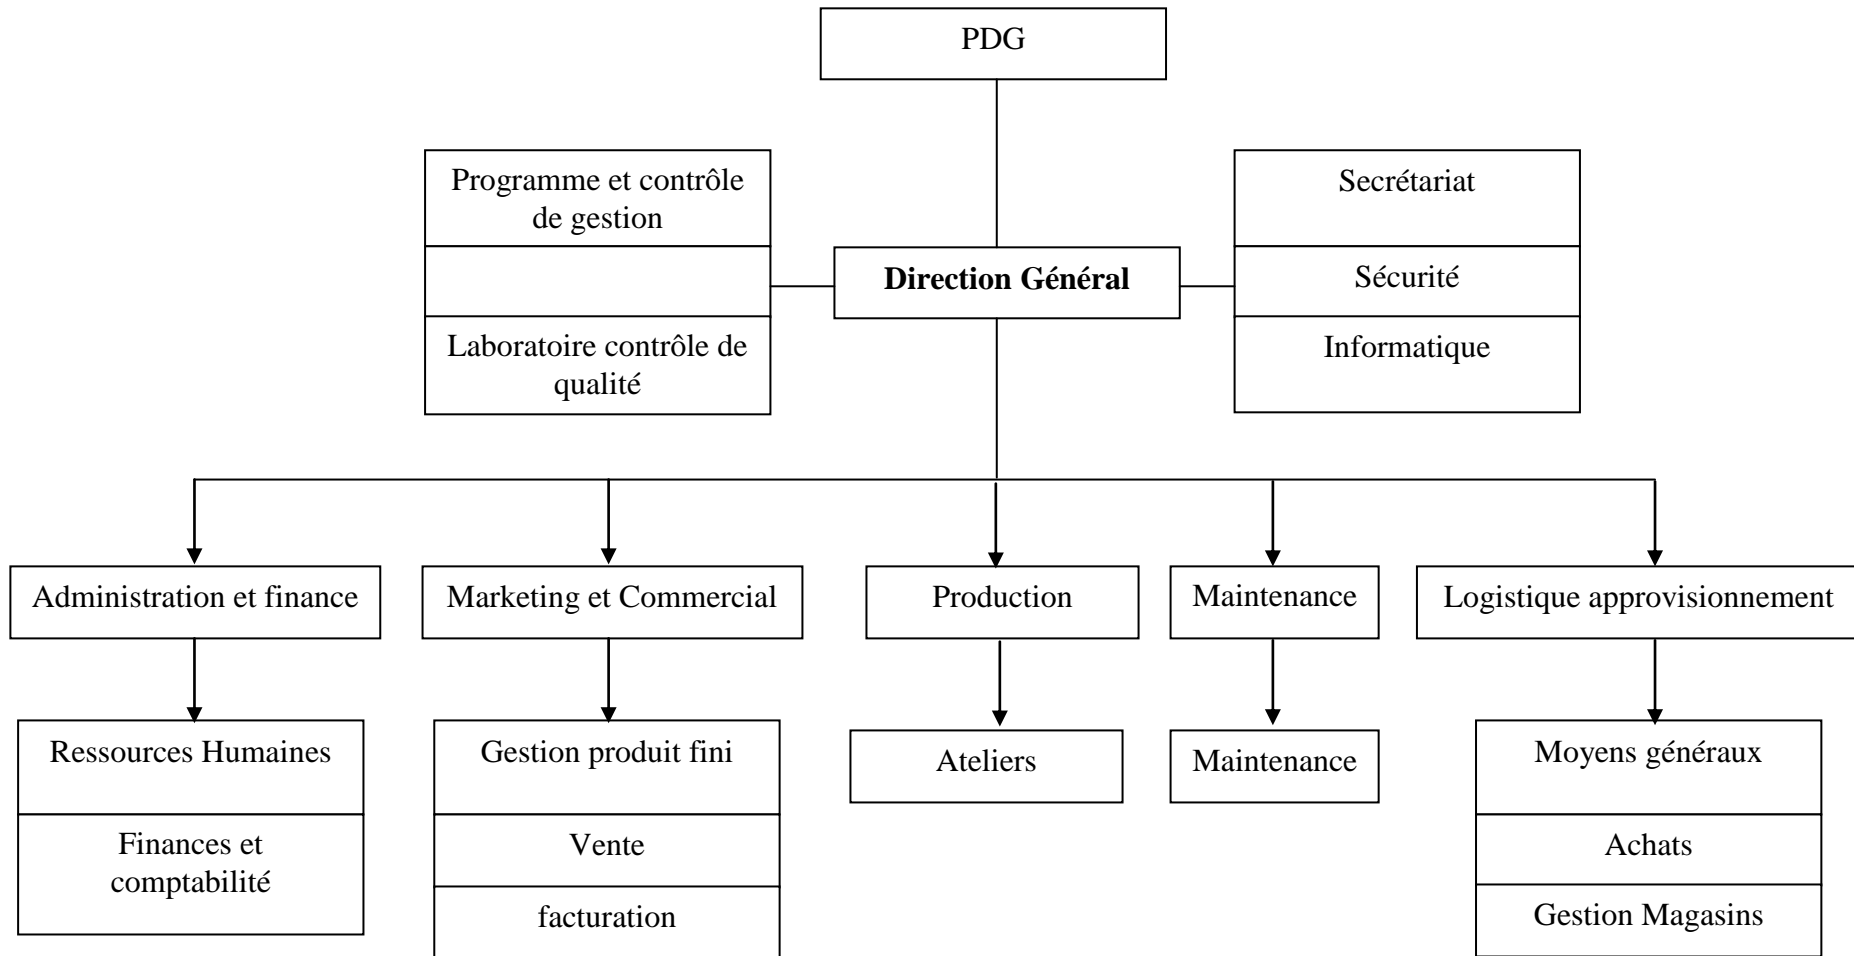 PDG
Programme et contrôle
de gestion
Laboratoire contrôle de
qualité
Direction Général
Secrétariat
Sécurité
Informatique
Administration et finance
Marketing et Commercial
Production
Maintenance
Logistique approvisionnement
Ressources Humaines
Finances et
comptabilité
Gestion produit fini
Vente
facturation
Ateliers
Maintenance
Moyens généraux
Achats
Gestion Magasins